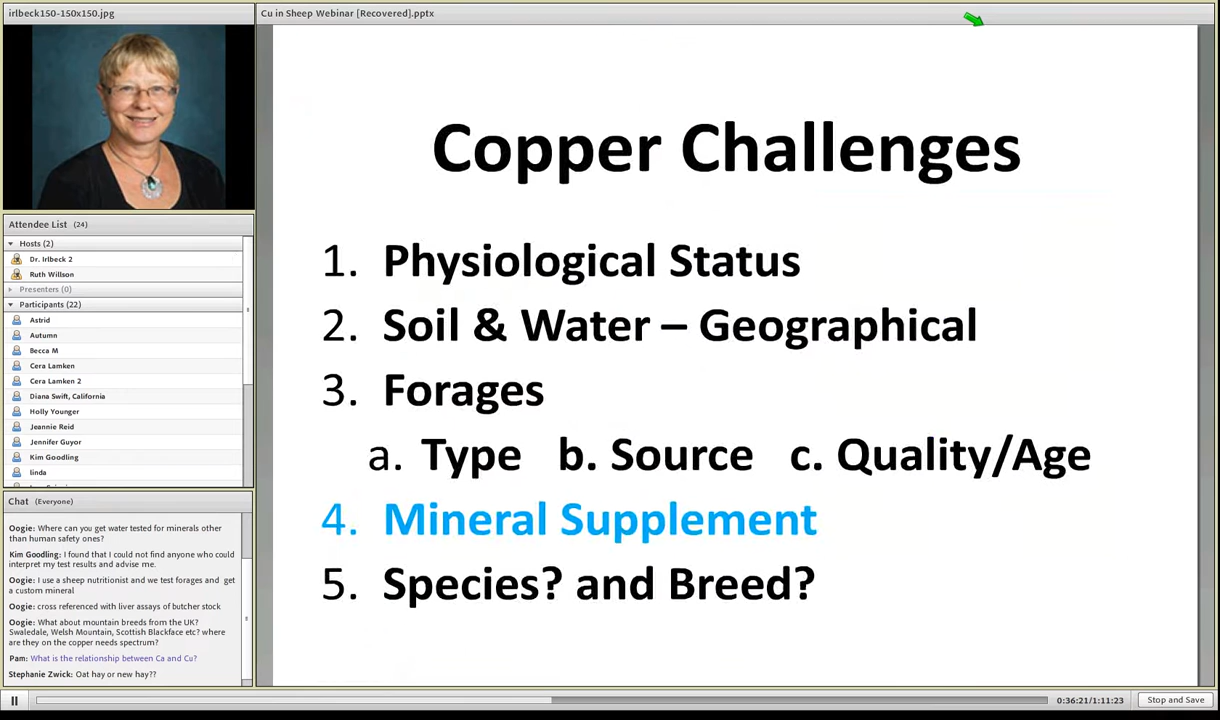 irlbeck150-150x150.jpg
Cu in Sheep Webinar [Recovered].pptx
Attendee List (24)
Hosts (2)
Dr. Irlbeck 2
Ruth Willson
Presenters (0)
Participants (22)
Astrid
Autumn
Becca M
Cera Lamken
Cera Lamken 2
Diana Swift, California
Holly Younger
Jeannie Reid
Jennifer Guyor
Kim Goodling
linda
Chat (Everyone)
Oogie: Where can you get water tested for minerals other
than human safety ones?
Kim Goodling: I found that I could not find anyone who could
interpret my test results and advise me.
Oogie: I use a sheep nutritionist and we test forages and get
a custom mineral
Oogie: cross referenced with liver assays of butcher stock
Oogie: What about mountain breeds from the UK?
Swaledale, Welsh Mountain, Scottish Blackface etc? where
are they on the copper needs spectrum?
Pam: What is the relationship between Ca and Cu?
Stephanie Zwick: Oat hay or new hay??
Copper Challenges
1. Physiological Status
2. Soil & Water – Geographical
3. Forages
a. Type b. Source c. Quality/Age
4. Mineral Supplement
5. Species? and Breed?
0:36:21/1:11:23
Stop and Save